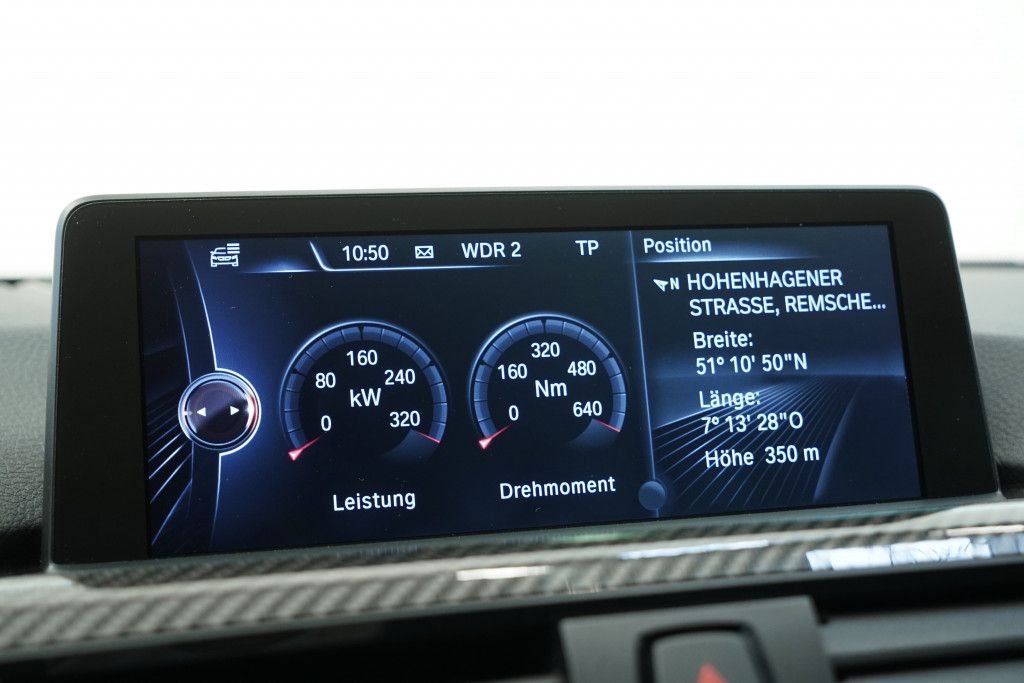 10:50 WDR 2 TP
Position
N HOHENHAGENER
STRASSE, REMSCHE...
Breite:
51° 10' 50"N
Länge:
7° 13' 28"O
Höhe 350 m
0 80 160 240 320
kW
Leistung
0 160 320 480 640
Nm
Drehmoment